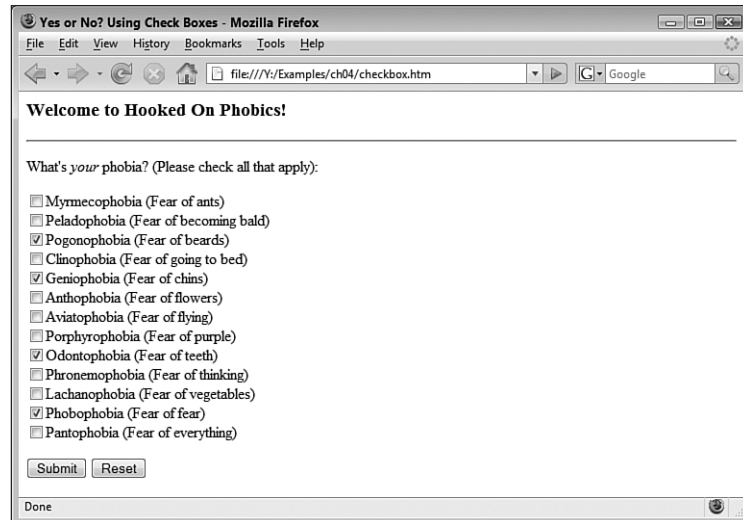 Yes or No? Using Check Boxes - Mozilla Firefox
File Edit View History Bookmarks Tools Help
file:///Y:/Examples/ch04/checkbox.htm G Google
Welcome to Hooked On Phobics!
What's your phobia? (Please check all that apply):
Myrmecophobia (Fear of ants)
Peladophobia (Fear of becoming bald)
Pogonophobia (Fear of beards)
Clinophobia (Fear of going to bed)
Geniophobia (Fear of chins)
Anthophobia (Fear of flowers)
Aviatophobia (Fear of flying)
Porphyrophobia (Fear of purple)
Odontophobia (Fear of teeth)
Phronemophobia (Fear of thinking)
Lachanophobia (Fear of vegetables)
Phobophobia (Fear of fear)
Pantophobia (Fear of everything)
Submit Reset
Done